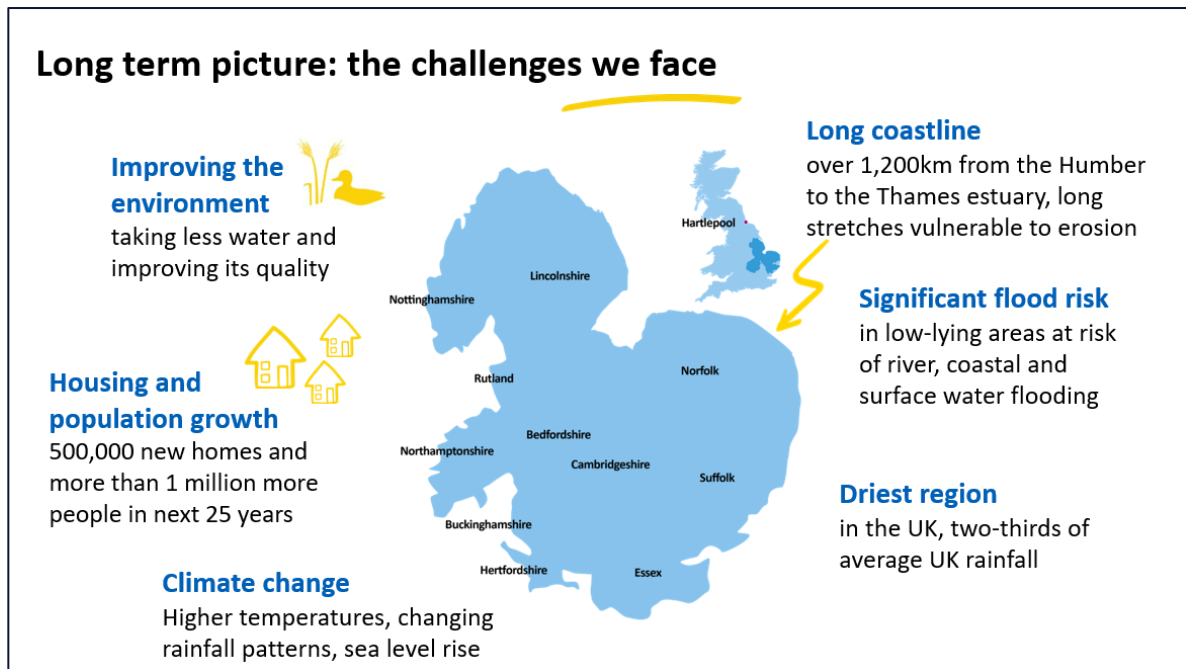 Long term picture: the challenges we face
Improving the
environment
taking less water and
improving its quality
Housing and
population growth
500,000 new homes and
more than 1 million more
people in next 25 years
Climate change
Higher temperatures, changing
rainfall patterns, sea level rise
Lincolnshire
Nottinghamshire
Rutland
Norfolk
Bedfordshire
Northamptonshire
Cambridgeshire
Suffolk
Buckinghamshire
Hertfordshire
Essex
Hartlepool
Long coastline
over 1,200km from the Humber
to the Thames estuary, long
stretches vulnerable to erosion
Significant flood risk
in low-lying areas at risk
of river, coastal and
surface water flooding
Driest region
in the UK, two-thirds of
average UK rainfall